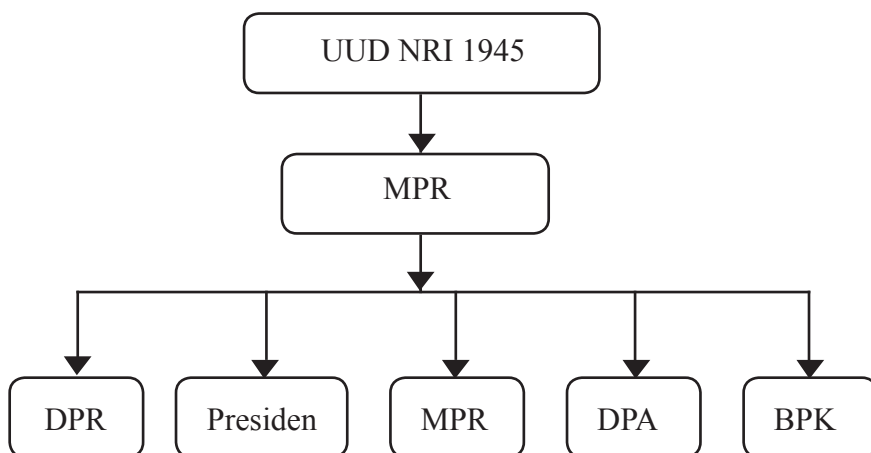 UUD NRI 1945
MPR
DPR
Presiden
MPR
DPA
BPK